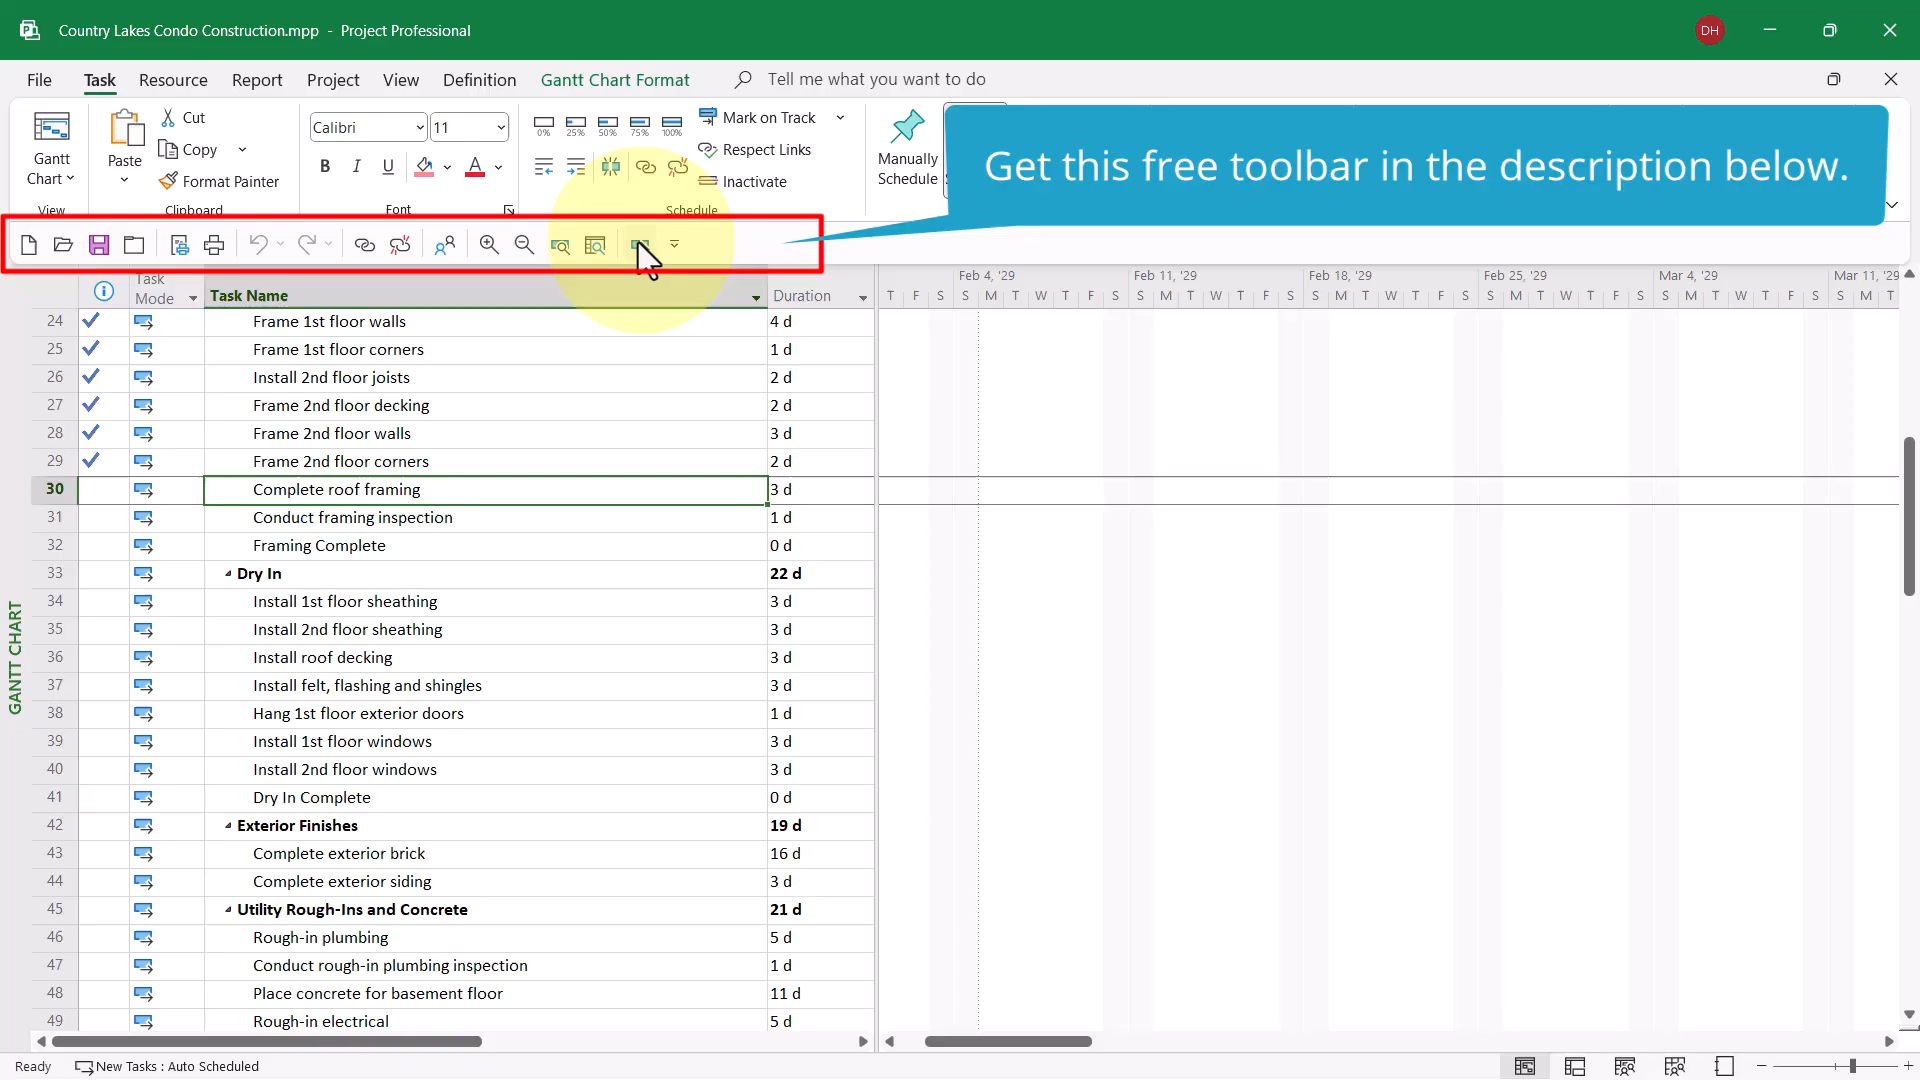 Country Lakes Condo Construction.mpp - Project Professional
DH
File Task Resource Report Project View Definition Gantt Chart Format Tell me what you want to do
Gantt Chart
View
Paste
Cut
Copy
Format Painter
Clipboard
Calibri 11
B I U A
Font
0% 25% 50% 75% 100%
Mark on Track
Respect Links
Inactivate
Schedule
Manually Schedule
Get this free toolbar in the description below.
Task Mode Task Name Duration
Feb 4, '29 Feb 11, '29 Feb 18, '29 Feb 25, '29 Mar 4, '29 Mar 11, '29
T F S S M T W T F S S M T W T F S S M T W T F S S M T W T F S S M T W T F S S M T
24 Frame 1st floor walls 4 d
25 Frame 1st floor corners 1 d
26 Install 2nd floor joists 2 d
27 Frame 2nd floor decking 2 d
28 Frame 2nd floor walls 3 d
29 Frame 2nd floor corners 2 d
30 Complete roof framing 3 d
31 Conduct framing inspection 1 d
32 Framing Complete 0 d
33 Dry In 22 d
34 Install 1st floor sheathing 3 d
35 Install 2nd floor sheathing 3 d
36 Install roof decking 3 d
37 Install felt, flashing and shingles 3 d
38 Hang 1st floor exterior doors 1 d
39 Install 1st floor windows 3 d
40 Install 2nd floor windows 3 d
41 Dry In Complete 0 d
42 Exterior Finishes 19 d
43 Complete exterior brick 16 d
44 Complete exterior siding 3 d
45 Utility Rough-Ins and Concrete 21 d
46 Rough-in plumbing 5 d
47 Conduct rough-in plumbing inspection 1 d
48 Place concrete for basement floor 11 d
49 Rough-in electrical 5 d
GANTT CHART
Ready New Tasks : Auto Scheduled